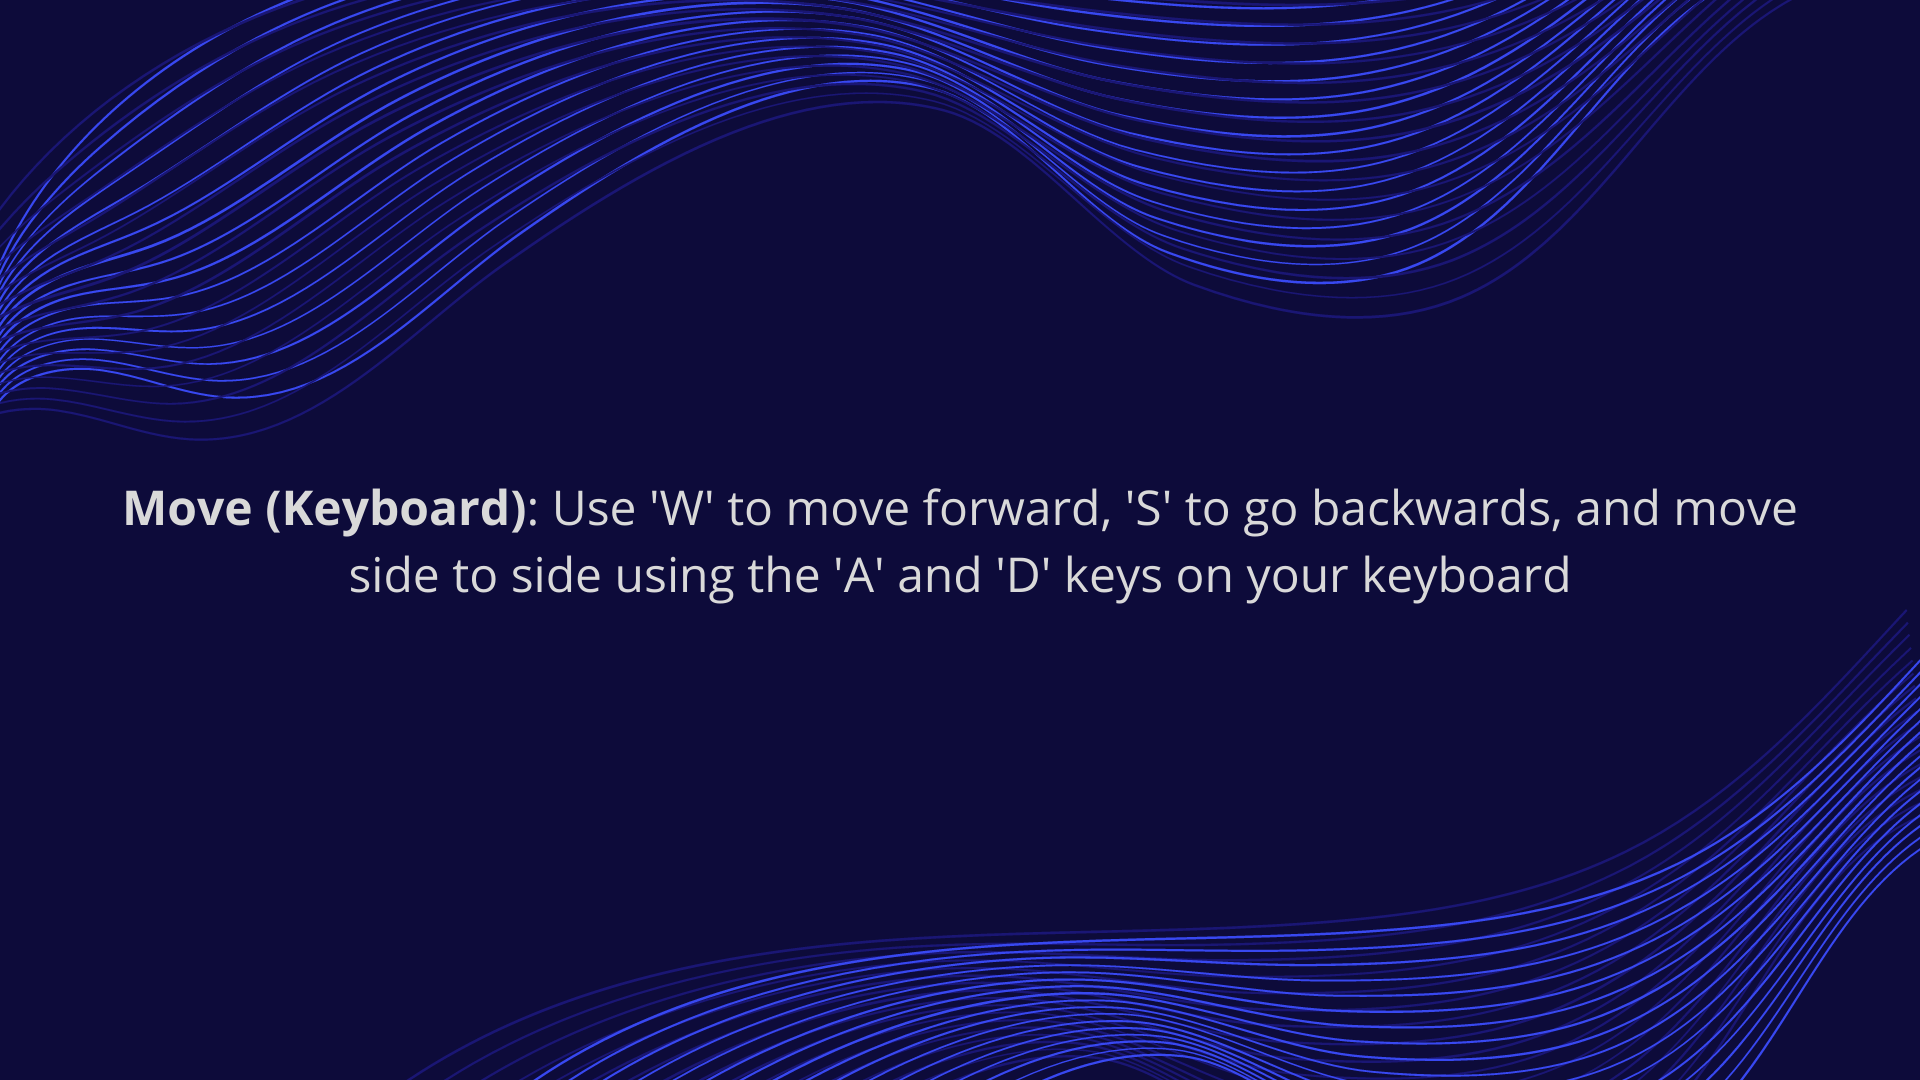 Move (Keyboard): Use 'W' to move forward, 'S' to go backwards, and move
side to side using the 'A' and 'D' keys on your keyboard